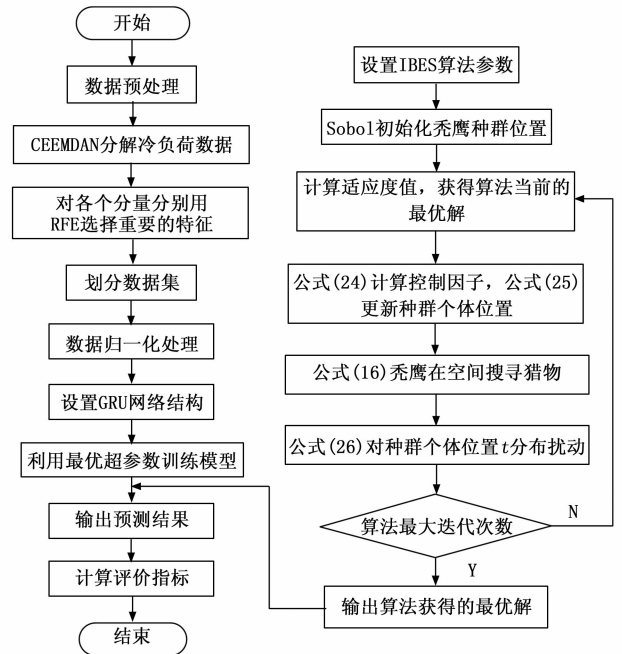 开始
数据预处理
CEEMDAN分解冷负荷数据
对各个分量分别用
RFE选择重要的特征
划分数据集
数据归一化处理
设置GRU网络结构
利用最优超参数训练模型
输出预测结果
计算评价指标
结束
设置IBES算法参数
Sobol初始化秃鹰种群位置
计算适应度值，获得算法当前的
最优解
公式(24)计算控制因子，公式(25)
更新种群个体位置
公式(16)秃鹰在空间搜寻猎物
公式(26)对种群个体位置t分布扰动
算法最大迭代次数
N
Y
输出算法获得的最优解